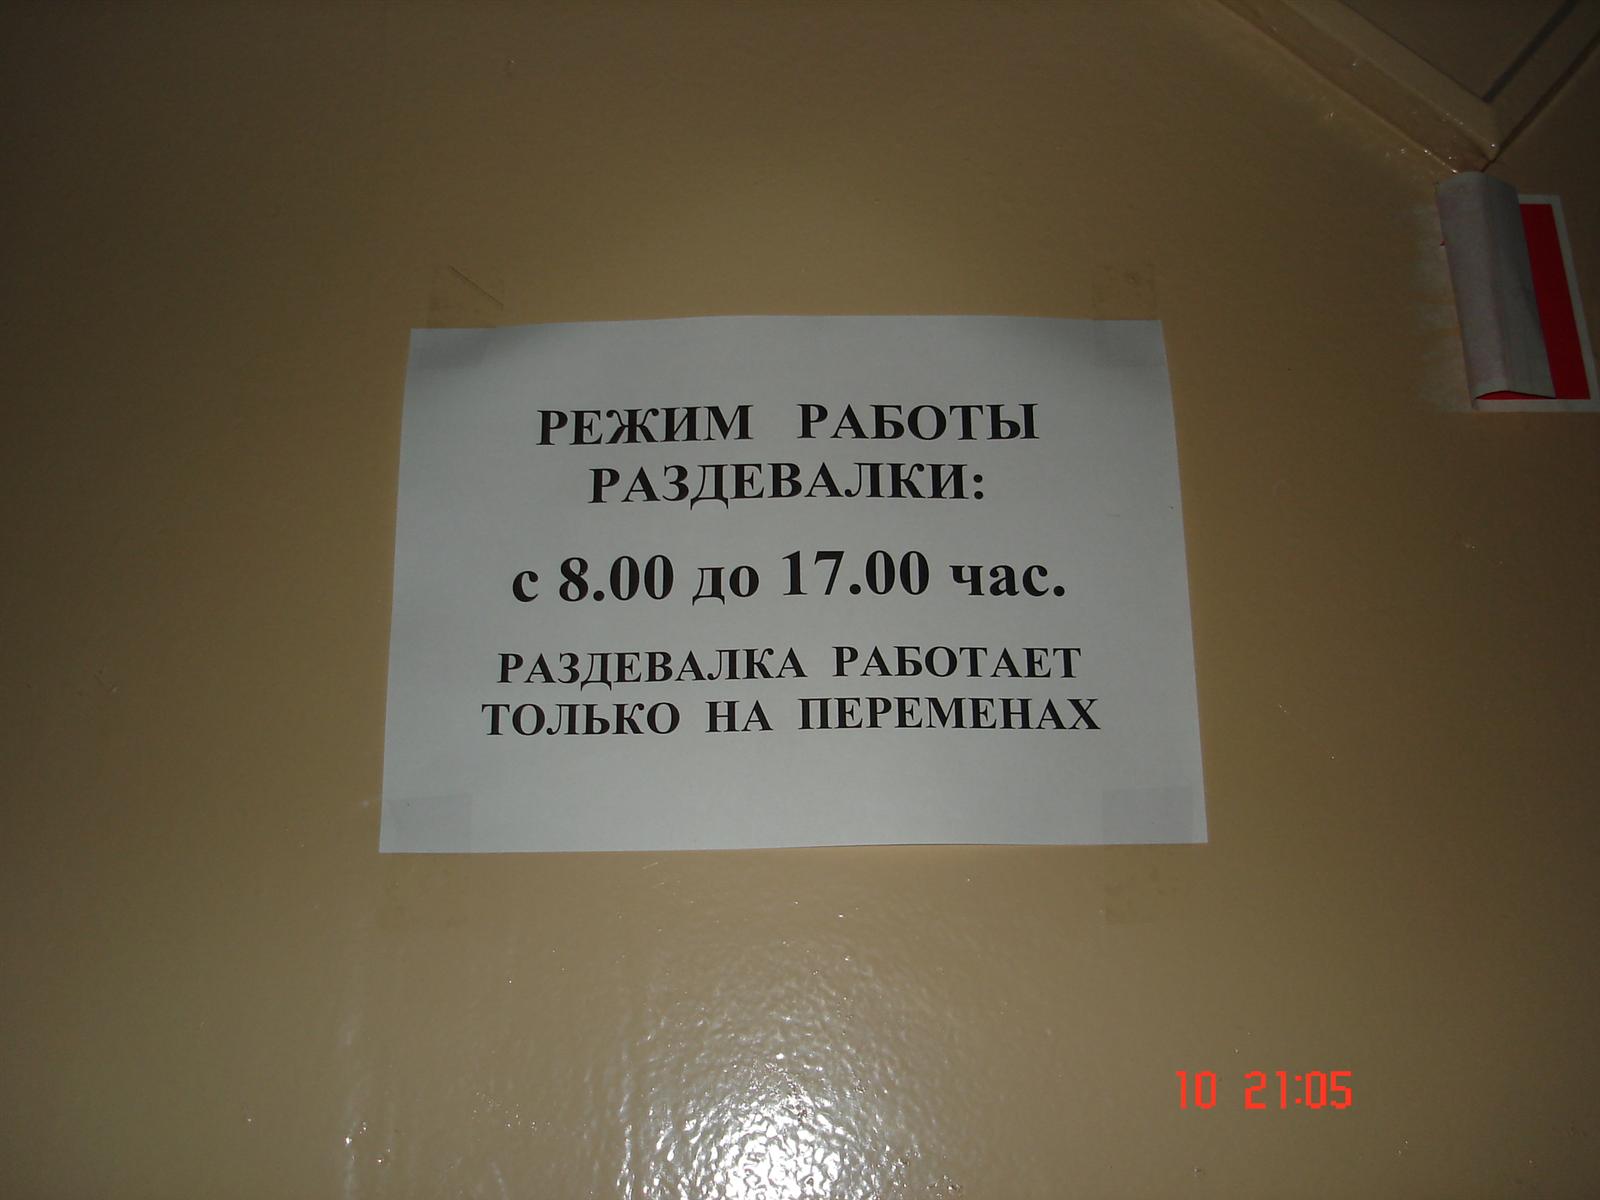 РЕЖИМ РАБОТЫ
РАЗДЕВАЛКИ:
с 8.00 до 17.00 час.
РАЗДЕВАЛКА РАБОТАЕТ
ТОЛЬКО НА ПЕРЕМЕНАХ
10 21:05